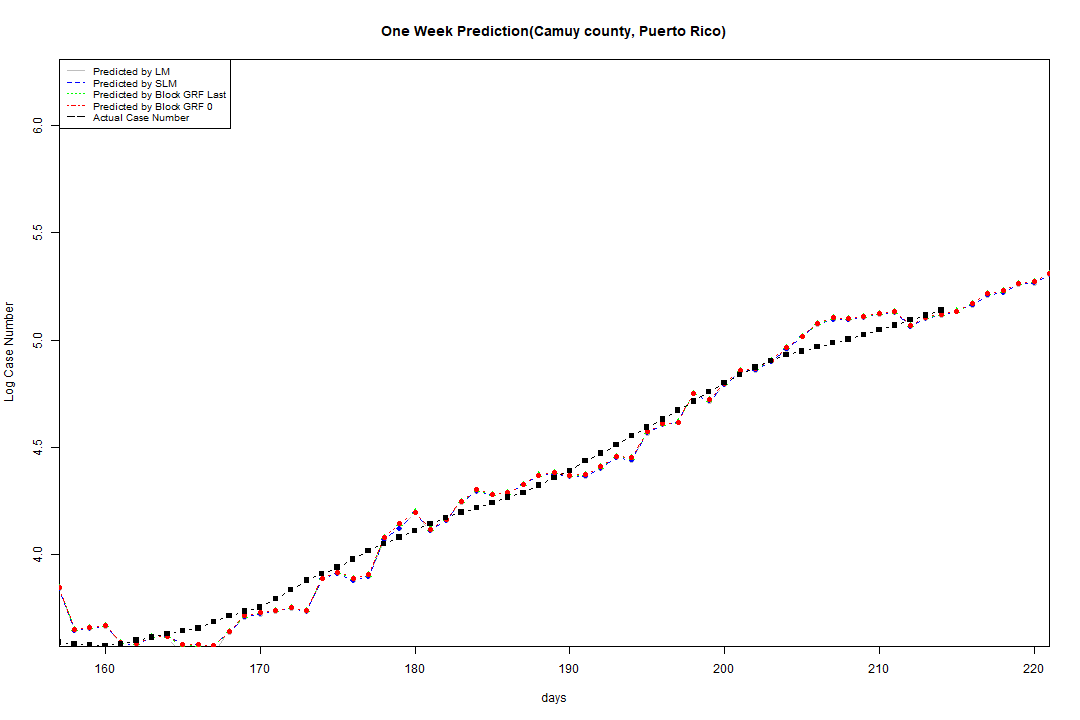 One Week Prediction(Camuy county, Puerto Rico)
Predicted by LM
Predicted by SLM
Predicted by Block GRF Last
Predicted by Block GRF 0
Actual Case Number
6.0
5.5
5.0
4.5
4.0
Log Case Number
160 170 180 190 200 210 220
days